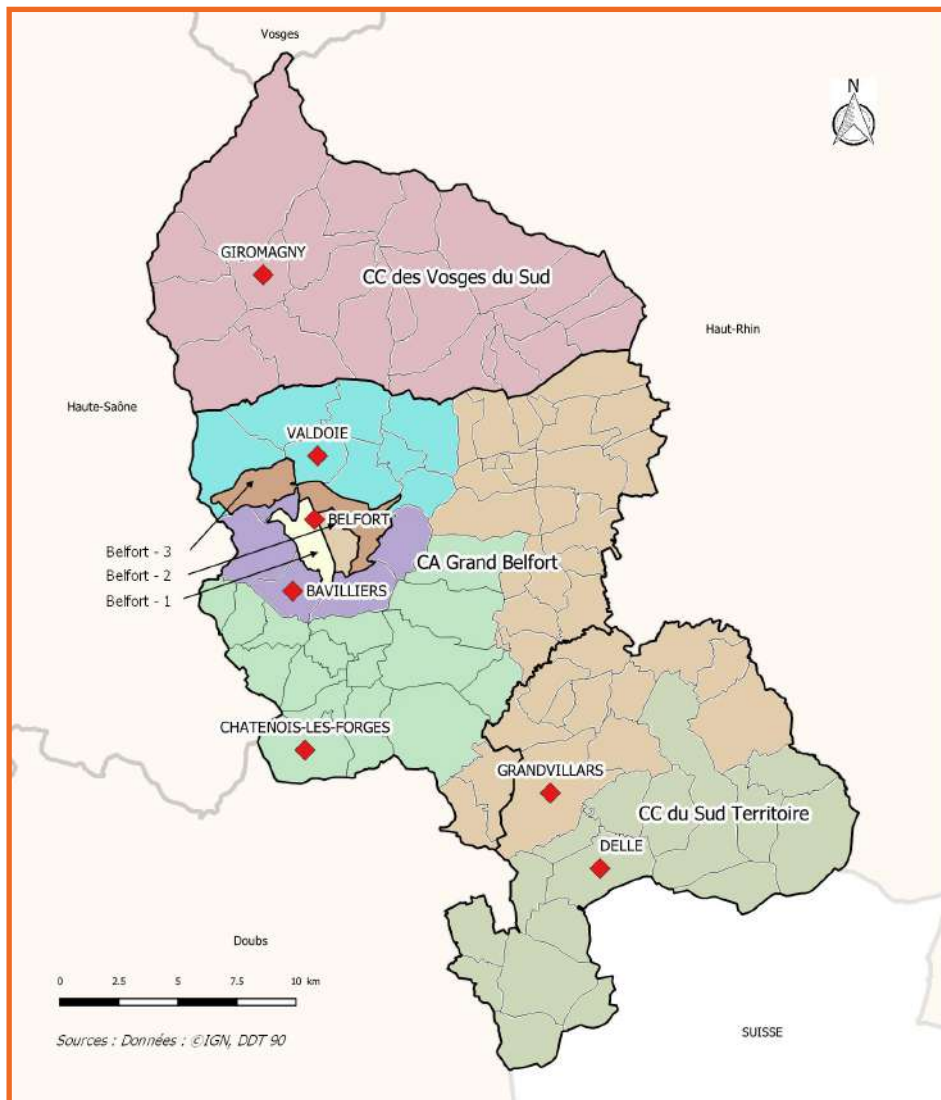 Vosges
N
GIROMAGNY
CC des Vosges du Sud
Haut-Rhin
Haute-Saône
VALDOIE
BELFORT
Belfort - 3
CA Grand Belfort
Belfort - 2
BAVILLIERS
Belfort - 1
CHATENOIS-LES-FORGES
GRANDVILLARS
CC du Sud Territoire
DELLE
Doubs
0 2.5 5 7.5 10 km
SUISSE
Sources : Données : ©IGN, DDT 90